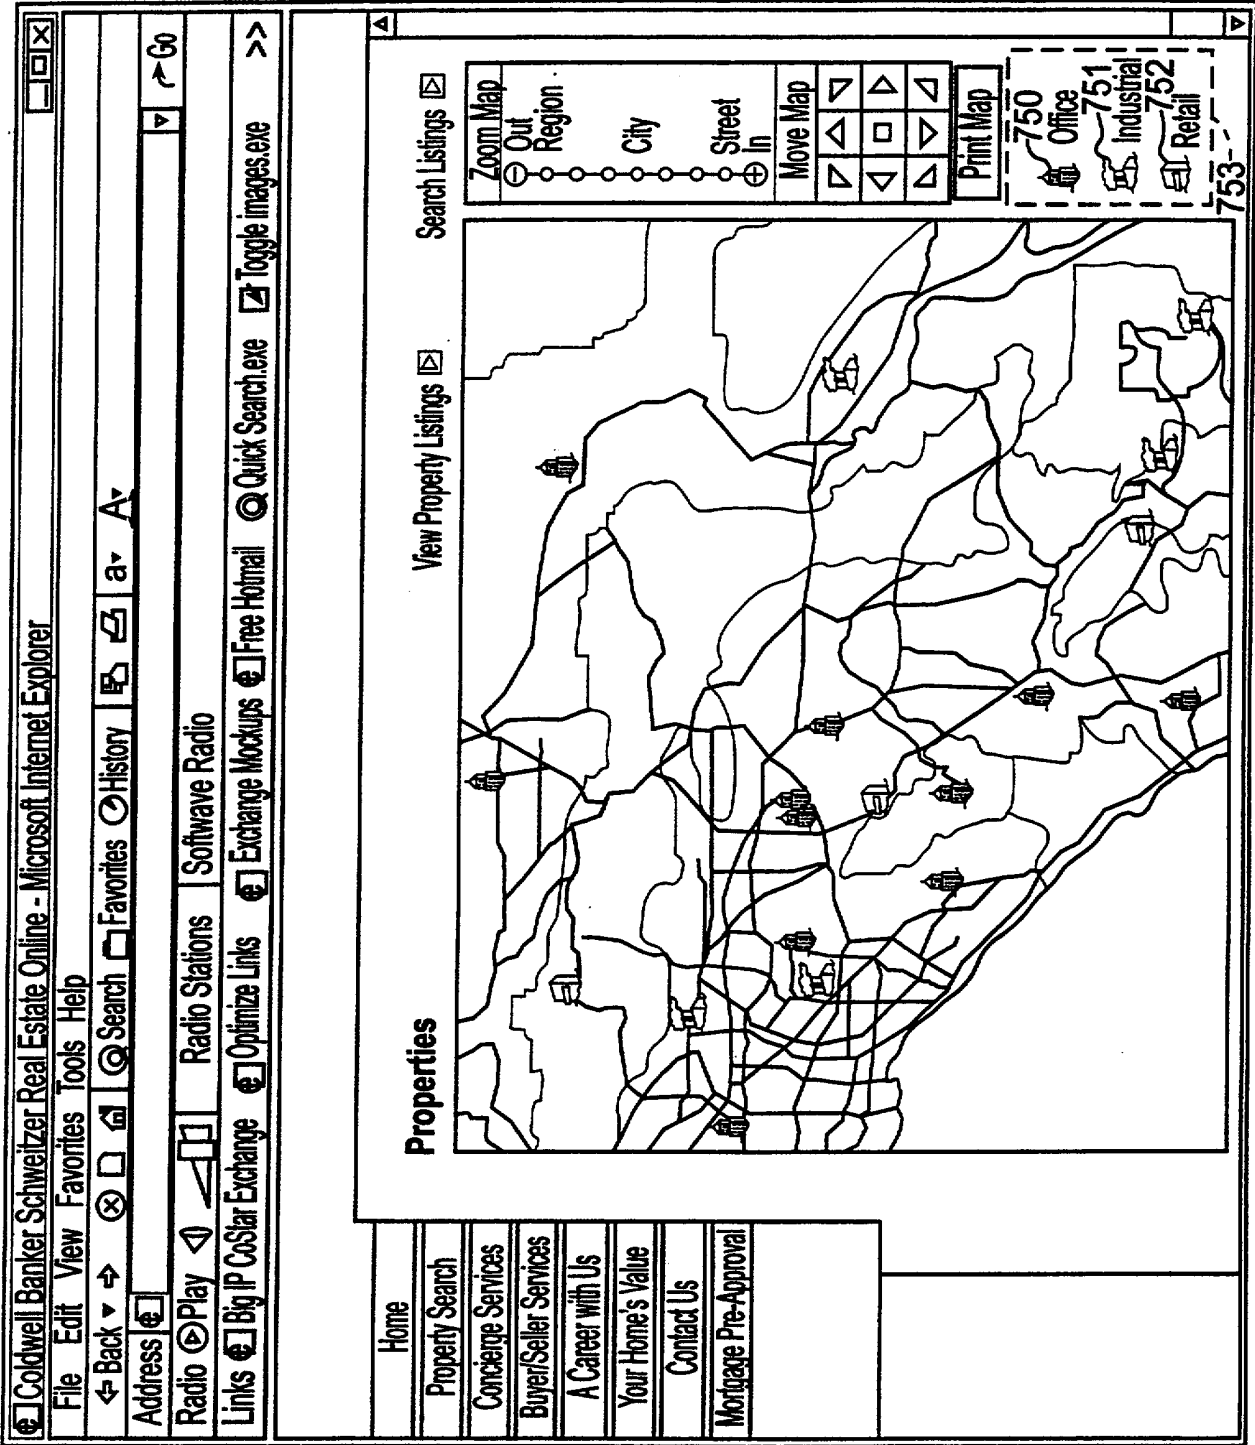 Coldwell Banker Schweitzer Real Estate Online - Microsoft Internet Explorer
File Edit View Favorites Tools Help
Back Search Favorites History a A
Address Go
Radio Play Radio Stations Softwave Radio
Links Big IP CoStar Exchange Optimize Links Exchange Mockups Free Hotmail Quick Search.exe Toggle images.exe >>
Home
Property Search
Concierge Services
Buyer/Seller Services
A Career with Us
Your Home's Value
Contact Us
Mortgage Pre-Approval
Properties
View Property Listings
Search Listings
Zoom Map
Out
Region
City
Street
In
Move Map
Print Map
750
Office
751
Industrial
752
Retail
753